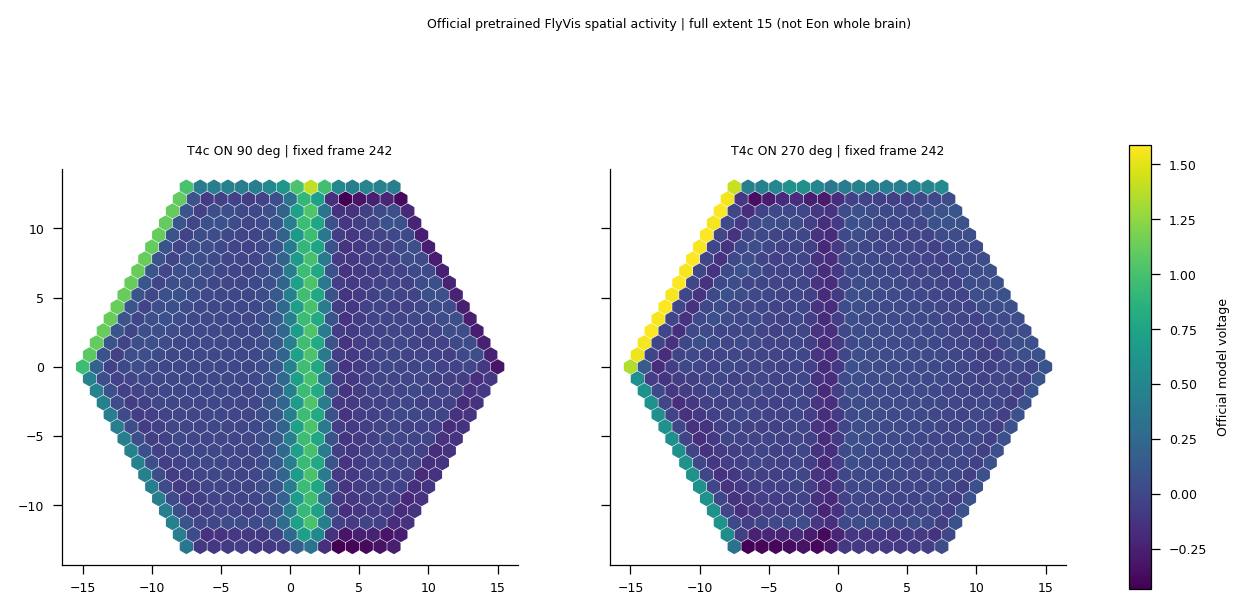 Official pretrained FlyVis spatial activity | full extent 15 (not Eon whole brain)
T4c ON 90 deg | fixed frame 242
T4c ON 270 deg | fixed frame 242
10
5
0
−5
−10
−15 −10 −5 0 5 10 15
−15 −10 −5 0 5 10 15
1.50
1.25
1.00
0.75
0.50
0.25
0.00
−0.25
Official model voltage